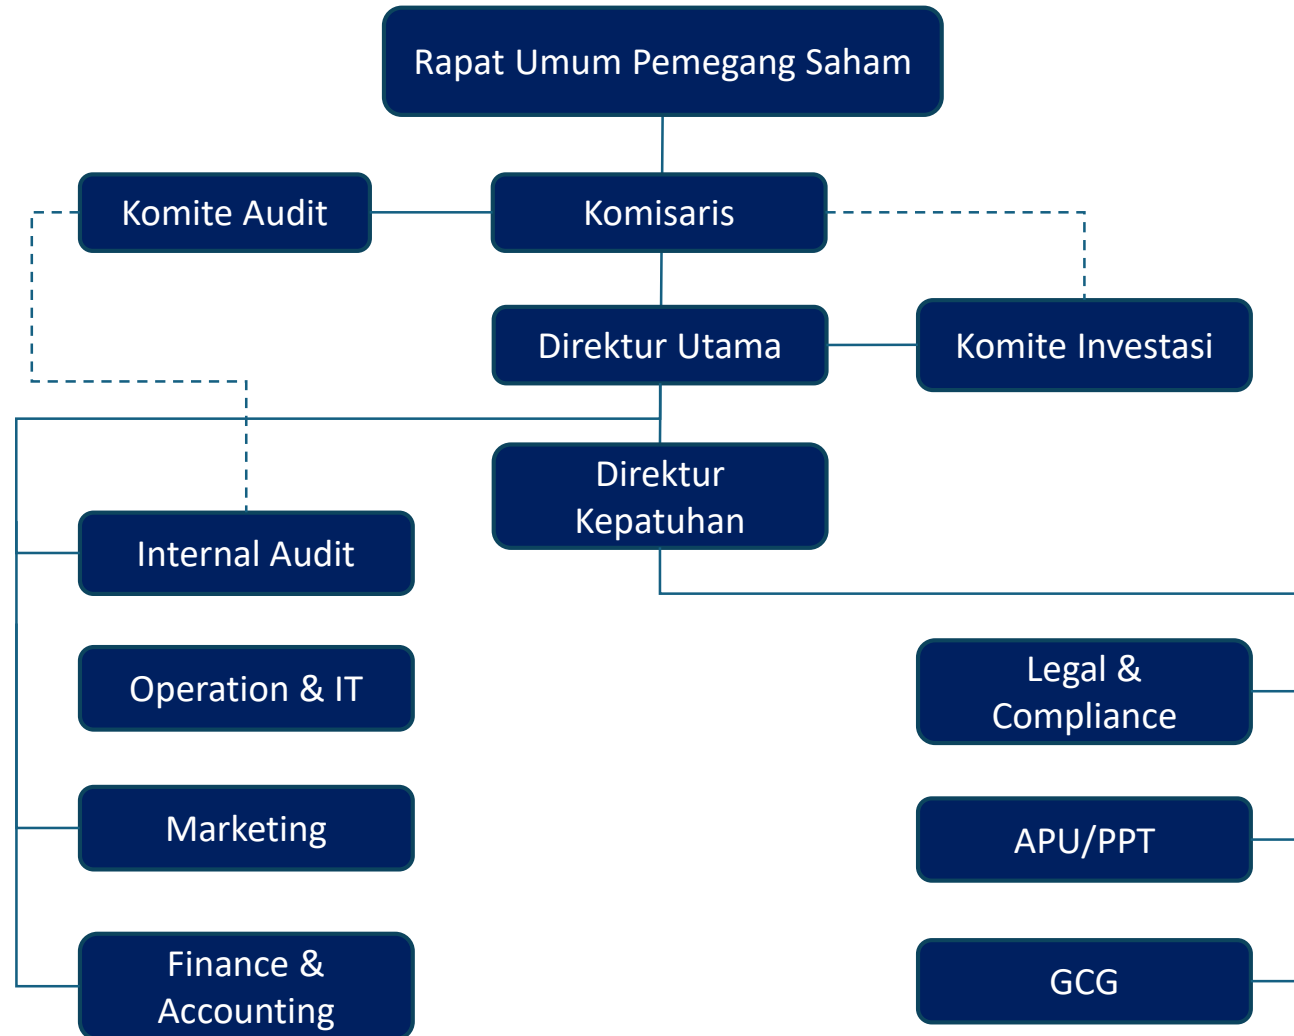 Rapat Umum Pemegang Saham
Komite Audit
Komisaris
Direktur Utama
Komite Investasi
Direktur
Kepatuhan
Internal Audit
Operation & IT
Legal &
Compliance
Marketing
APU/PPT
Finance &
Accounting
GCG